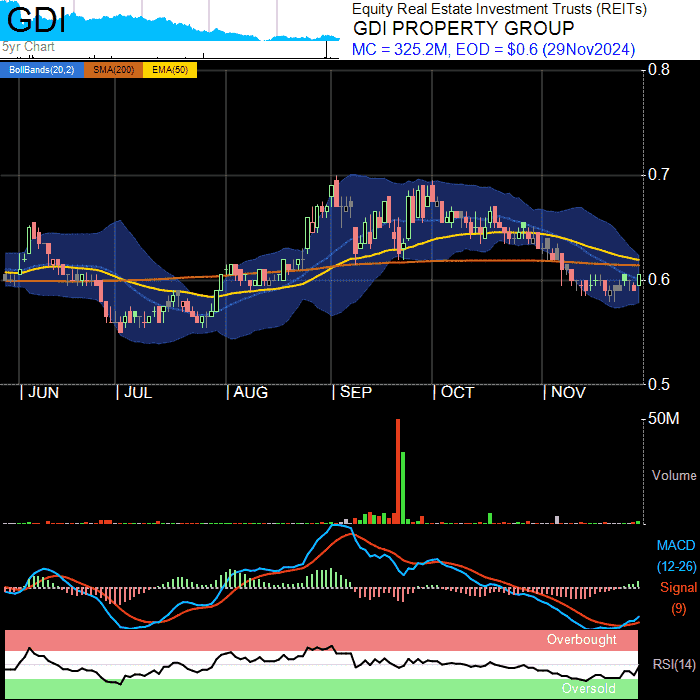 GDI
5yr Chart
Equity Real Estate Investment Trusts (REITs)
GDI PROPERTY GROUP
MC = 325.2M, EOD = $0.6 (29Nov2024)
BollBands(20,2) SMA(200) EMA(50)
0.8
0.7
0.6
0.5
JUN JUL AUG SEP OCT NOV
50M
Volume
MACD
(12-26)
Signal
(9)
Overbought
RSI(14)
Oversold